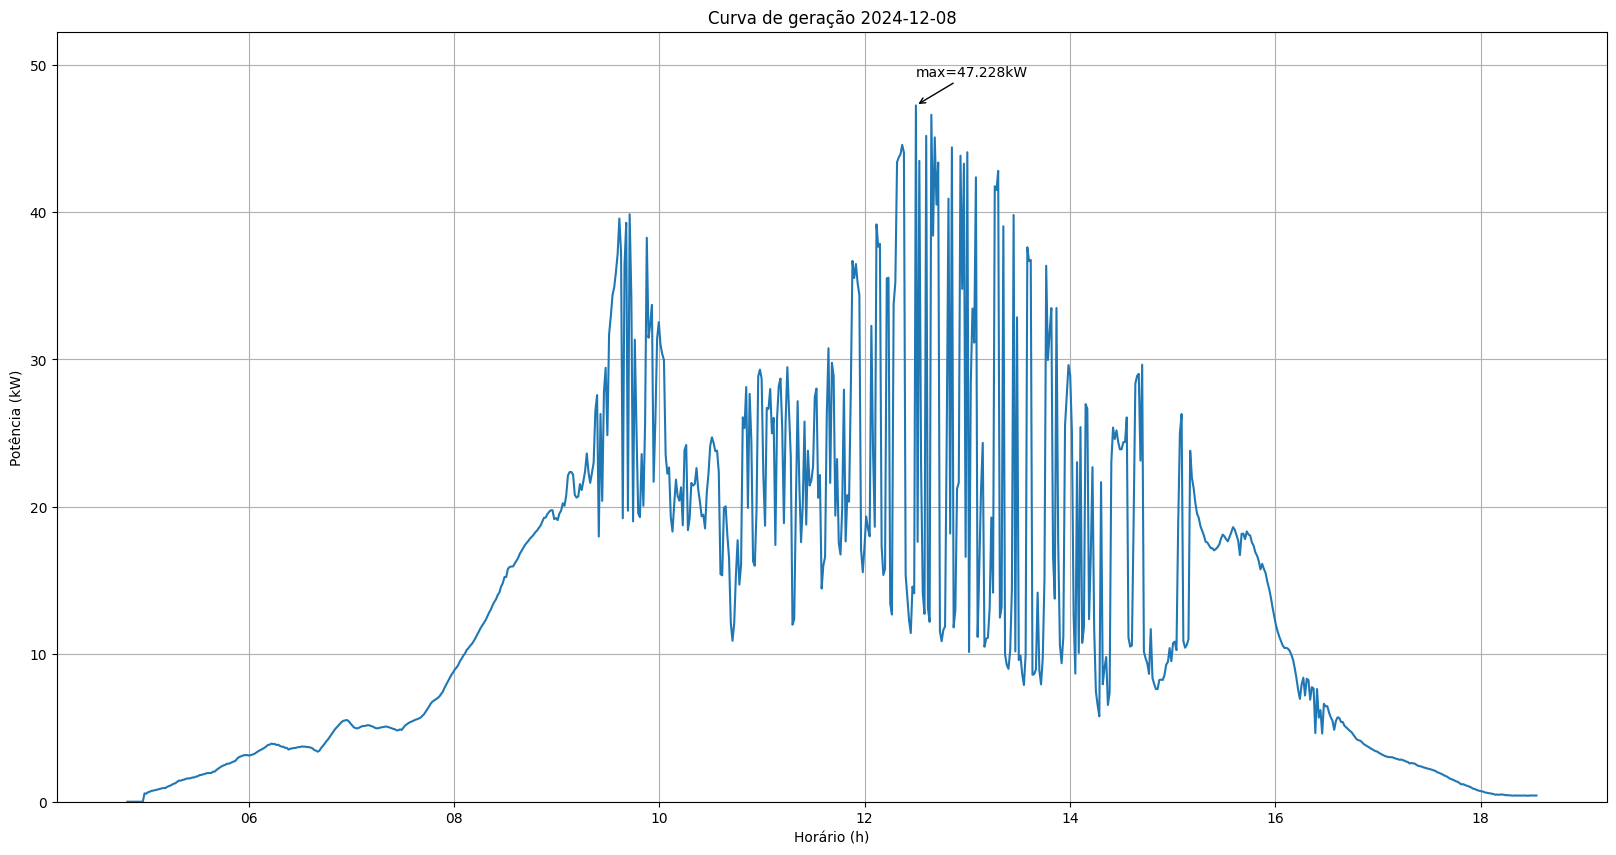 Curva de geração 2024-12-08
50
max=47.228kW
40
30
Potência (kW)
20
10
0
06 08 10 12 14 16 18
Horário (h)